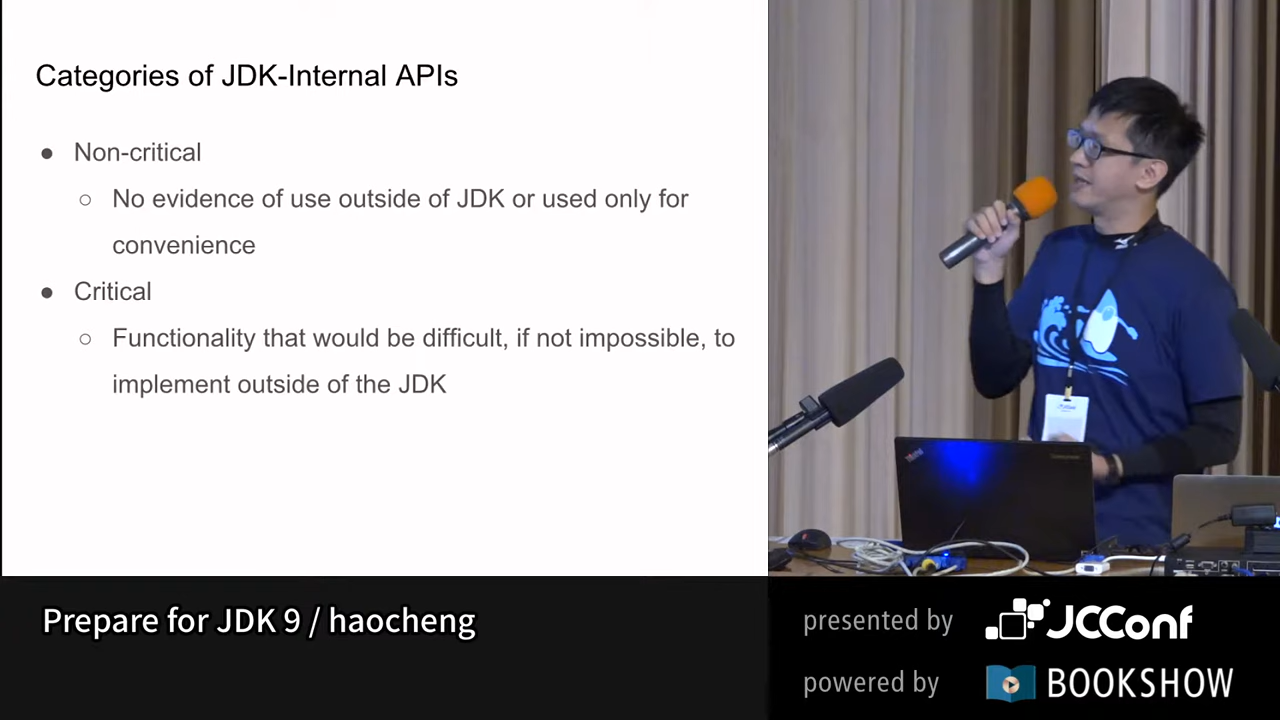 Categories of JDK-Internal APIs
● Non-critical
○ No evidence of use outside of JDK or used only for
convenience
● Critical
○ Functionality that would be difficult, if not impossible, to
implement outside of the JDK
Prepare for JDK 9 / haocheng
presented by JCConf
powered by BOOKSHOW